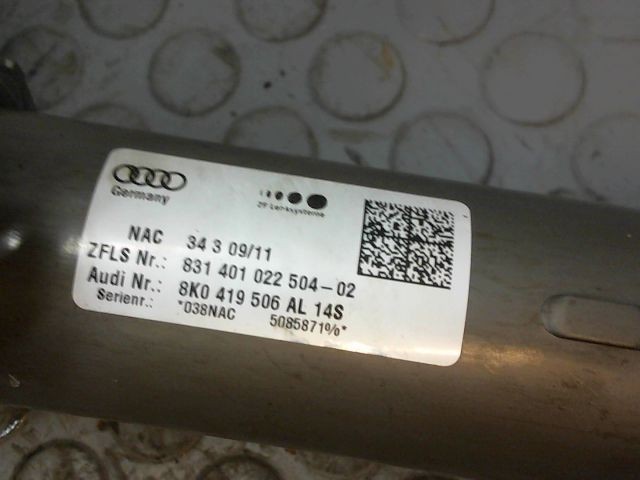 Germany
ZF Lenksysteme
NAC 34 3 09/11
ZFLS Nr.: 831 401 022 504-02
Audi Nr.: 8K0 419 506 AL 14S
Serienr.: *038NAC 5085871%*